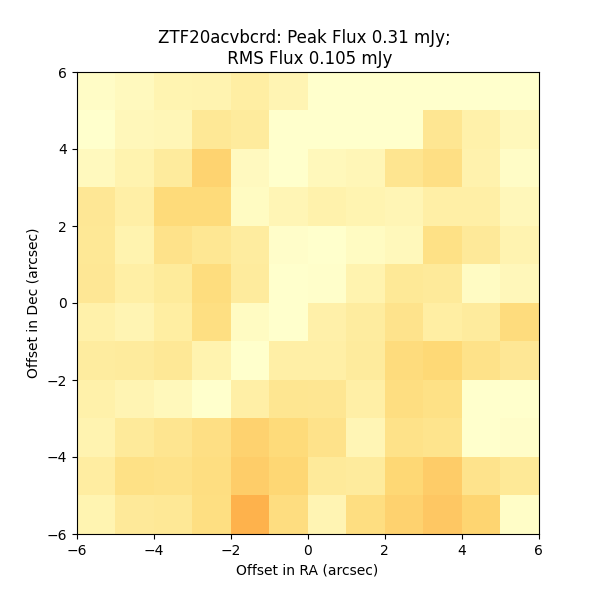 ZTF20acvbcrd: Peak Flux 0.31 mJy;
RMS Flux 0.105 mJy
6
4
2
0
−2
−4
−6
Offset in Dec (arcsec)
−6 −4 −2 0 2 4 6
Offset in RA (arcsec)